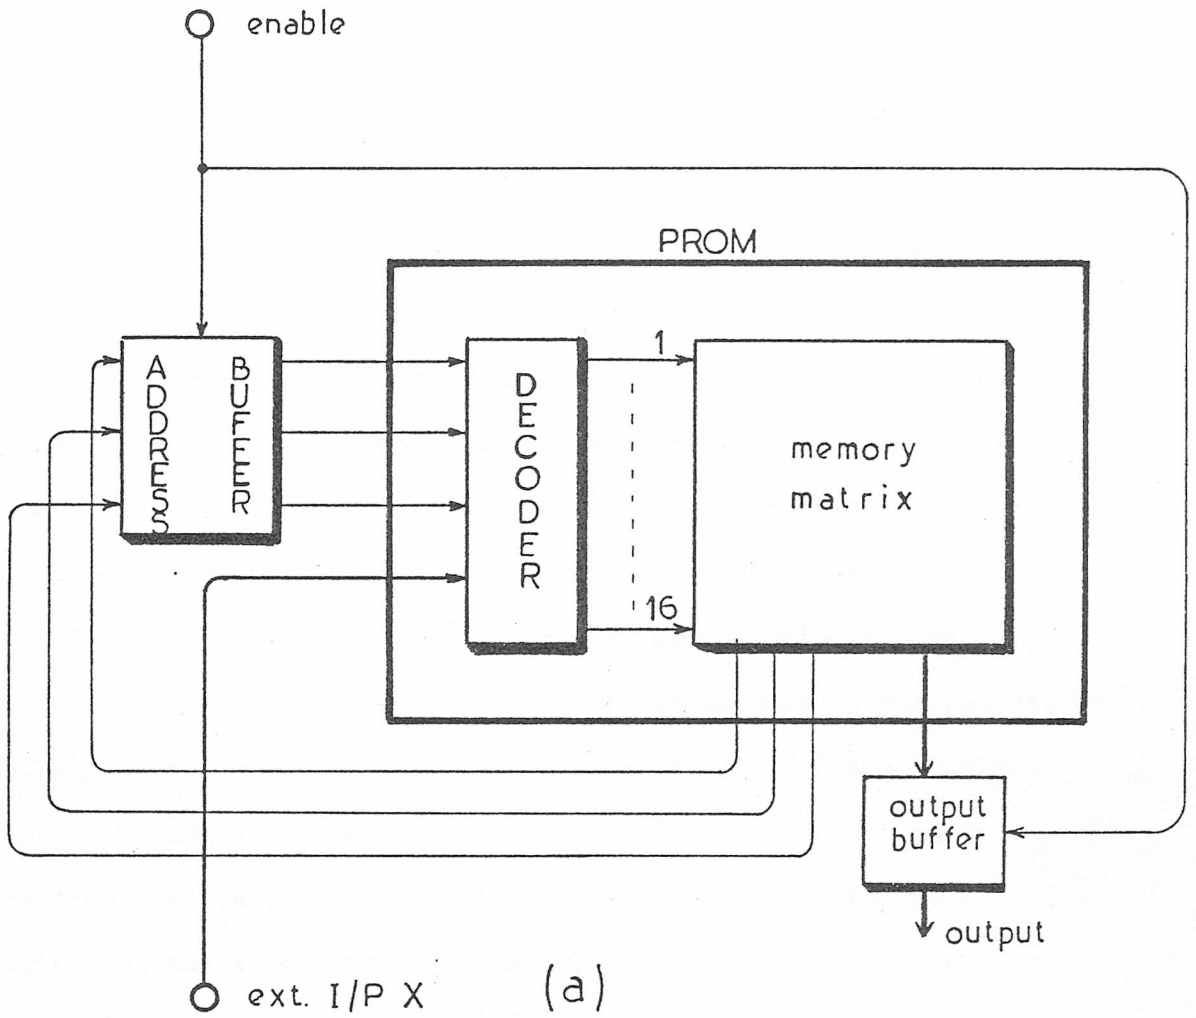 enable
PROM
ADDRESS
BUFFER
DECODER
1
16
memory
matrix
output
buffer
output
ext. I/P X
(a)